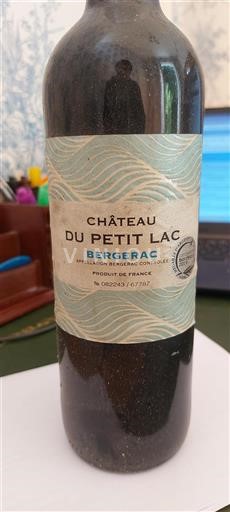 CHÂTEAU
DU PETIT LAC
BERGERAC
APPELLATION BERGERAC CONTRÔLÉE
PRODUIT DE FRANCE
№ 082243 / 67787